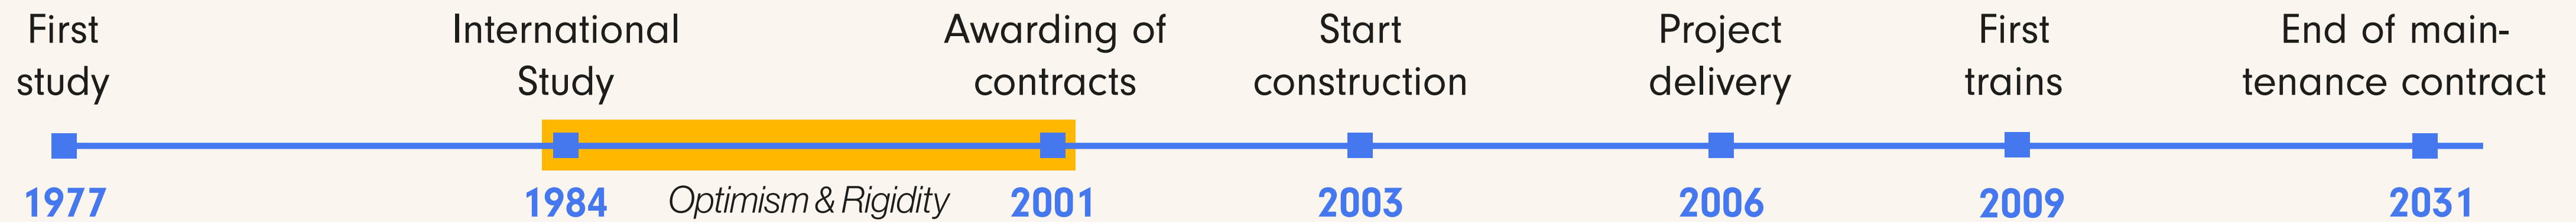 First
study
International
Study
Awarding of
contracts
Start
construction
Project
delivery
First
trains
End of main-
tenance contract
1977
1984
Optimism & Rigidity
2001
2003
2006
2009
2031